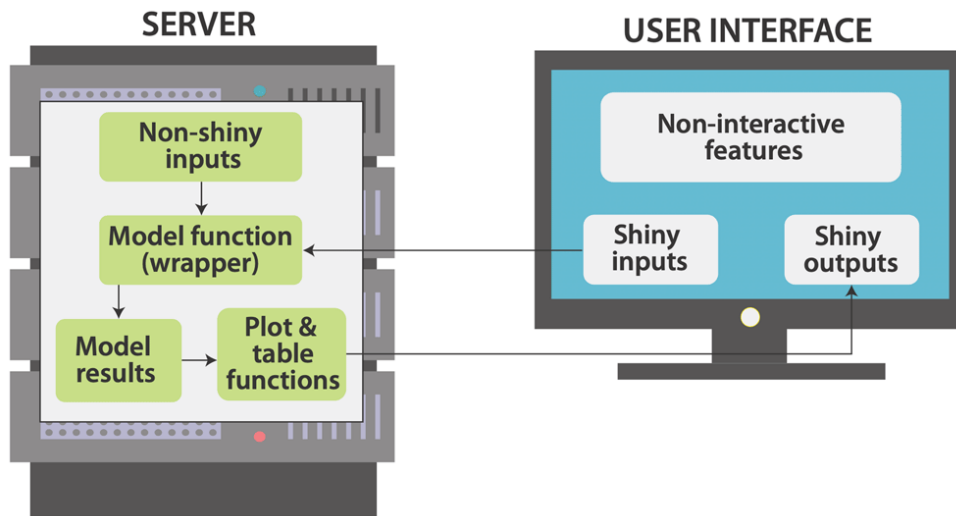 SERVER
Non-shiny
inputs
Model function
(wrapper)
Model
results
Plot &
table
functions
USER INTERFACE
Non-interactive
features
Shiny
inputs
Shiny
outputs